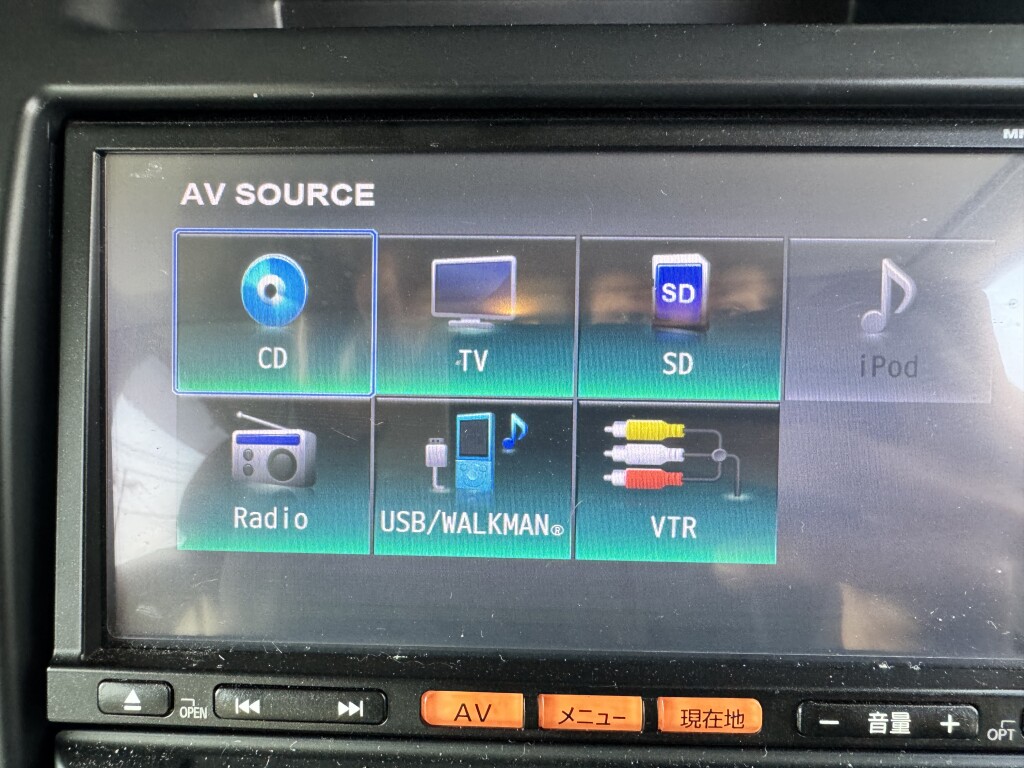 AV SOURCE
CD
TV
SD
SD
iPod
Radio
USB/WALKMAN®
VTR
OPEN
AV
メニュー
現在地
− 音量 +
OPT